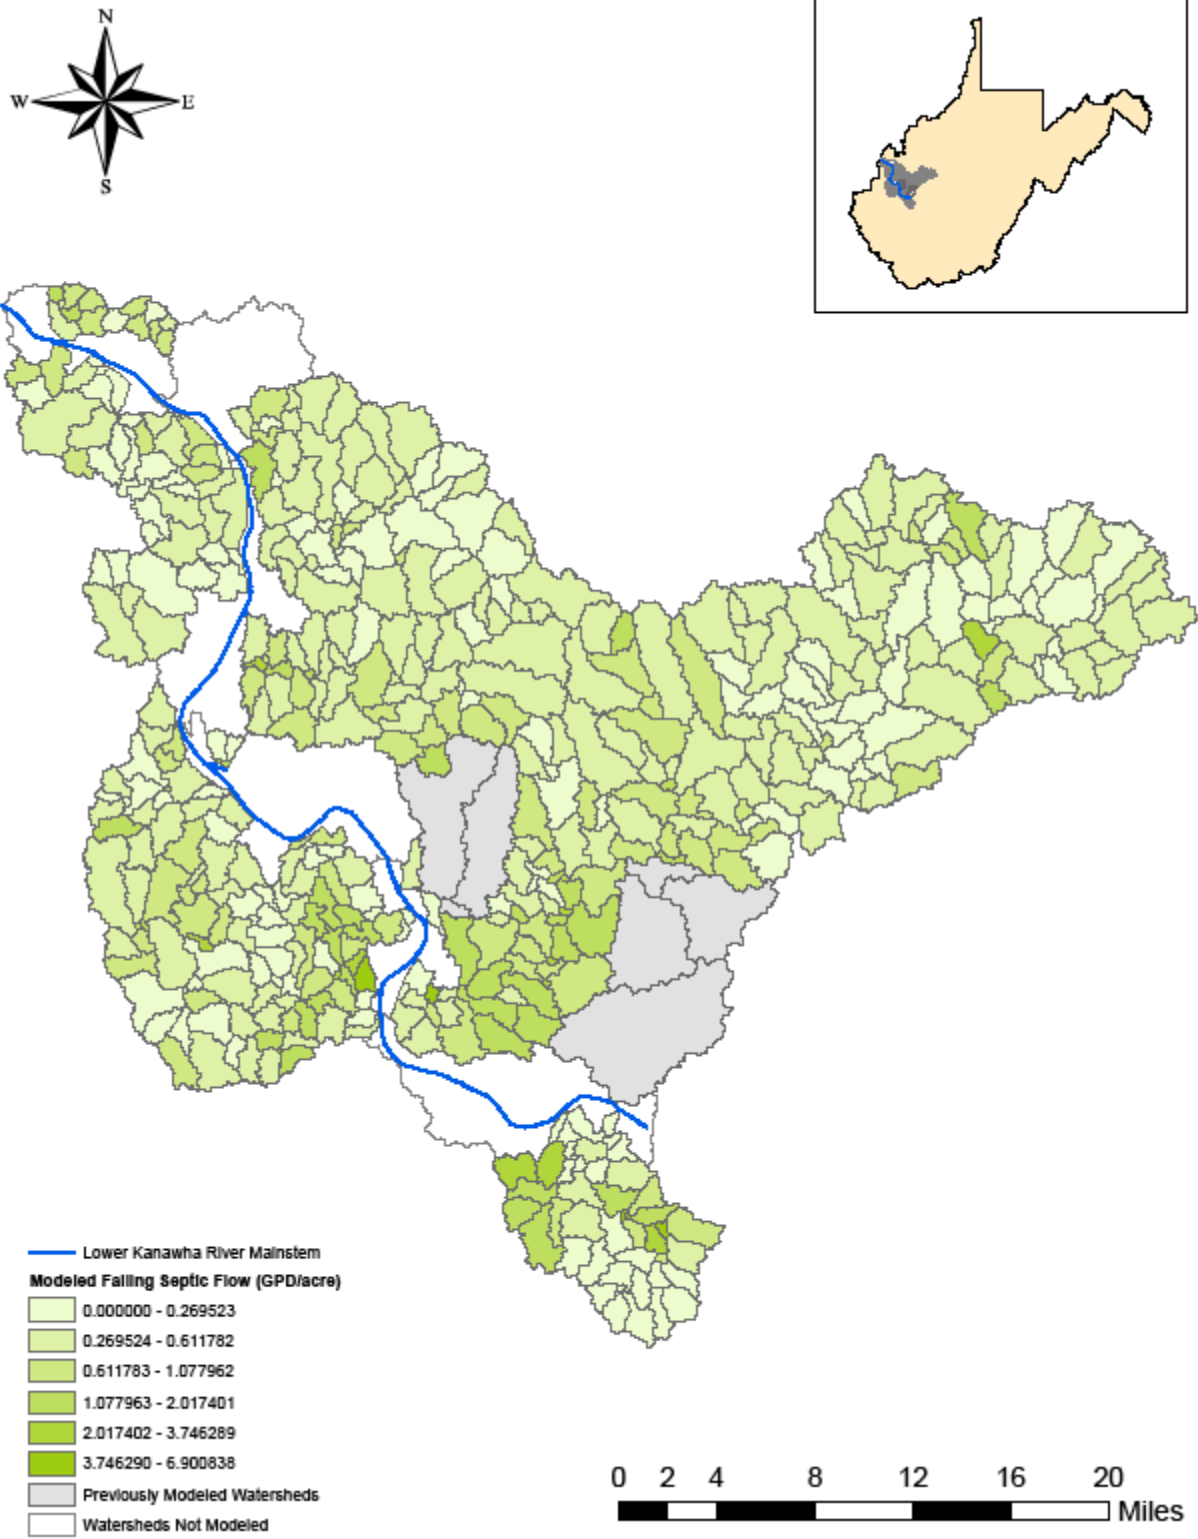 N
W E
S
Lower Kanawha River Mainstem
Modeled Failing Septic Flow (GPD/acre)
0.000000 - 0.269523
0.269524 - 0.611782
0.611783 - 1.077962
1.077963 - 2.017401
2.017402 - 3.746289
3.746290 - 6.900838
Previously Modeled Watersheds
Watersheds Not Modeled
0 2 4 8 12 16 20
Miles